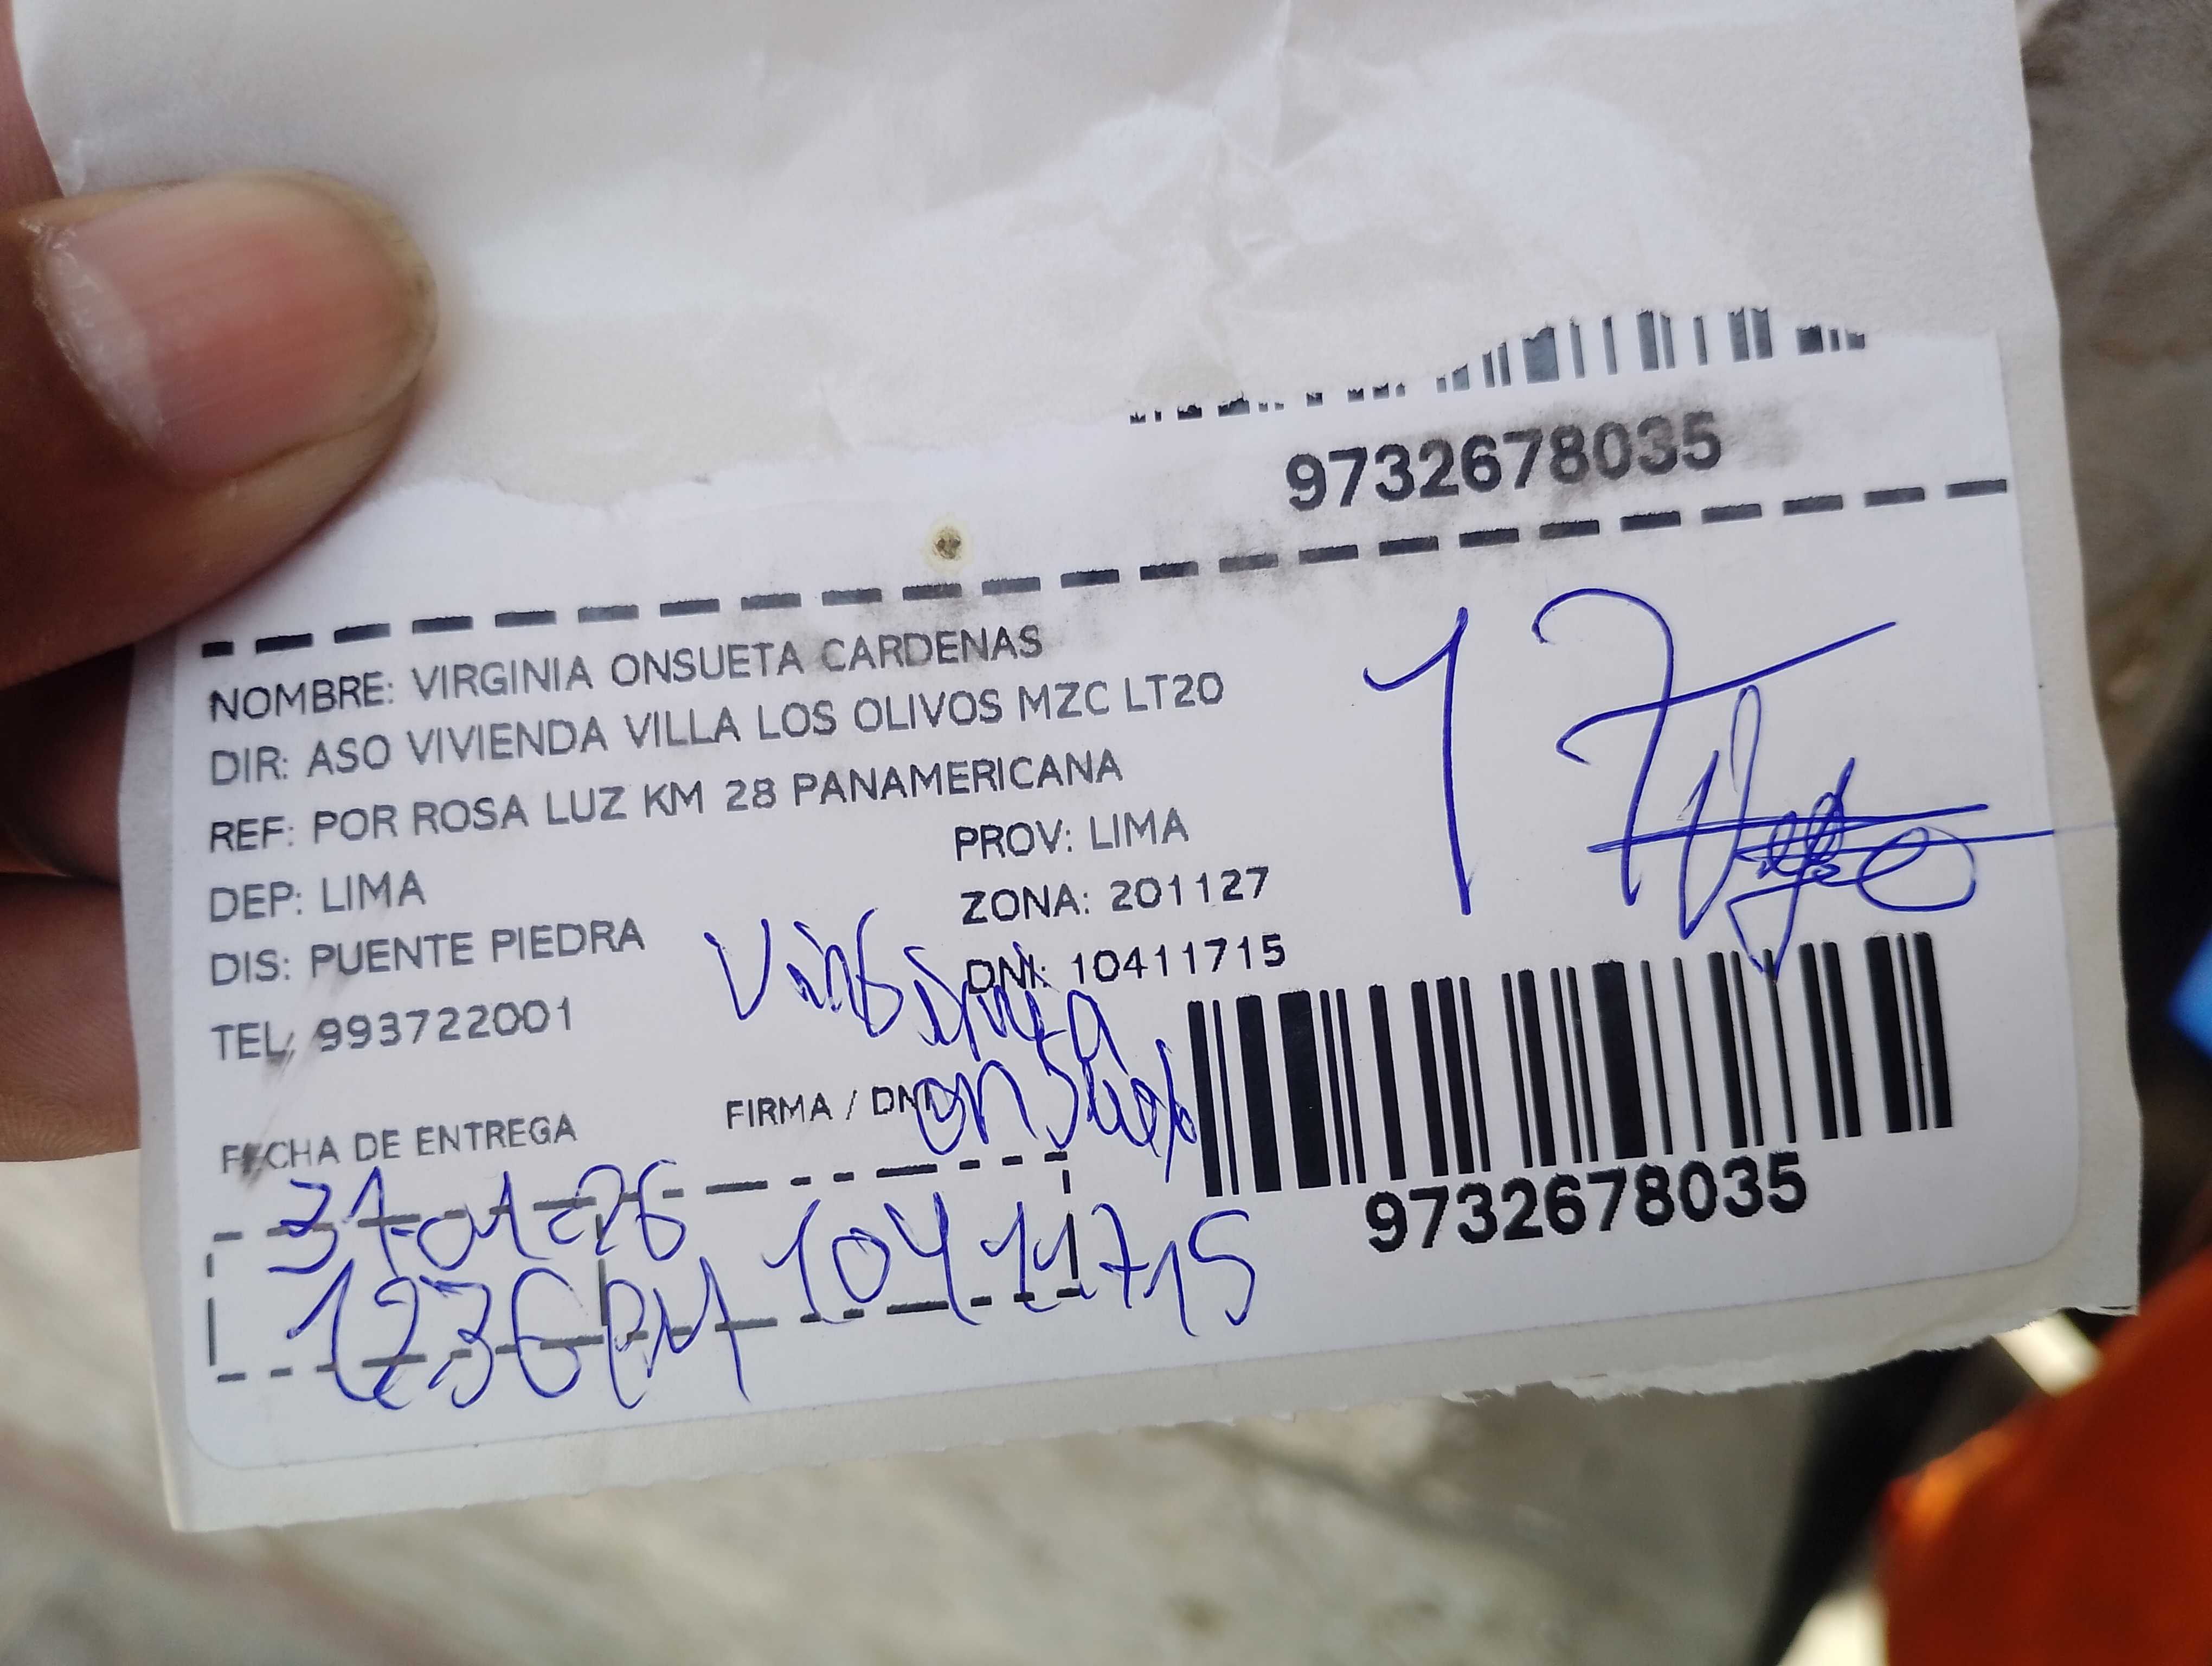 9732678035
NOMBRE: VIRGINIA ONSUETA CARDENAS
DIR: ASO VIVIENDA VILLA LOS OLIVOS MZC LT20
REF: POR ROSA LUZ KM 28 PANAMERICANA
DEP: LIMA PROV: LIMA
ZONA: 201127
DIS: PUENTE PIEDRA
DNI: 10411715
TEL: 993722001
17
FECHA DE ENTREGA FIRMA / DNI
31-01-26
1236PM 10411715
9732678035